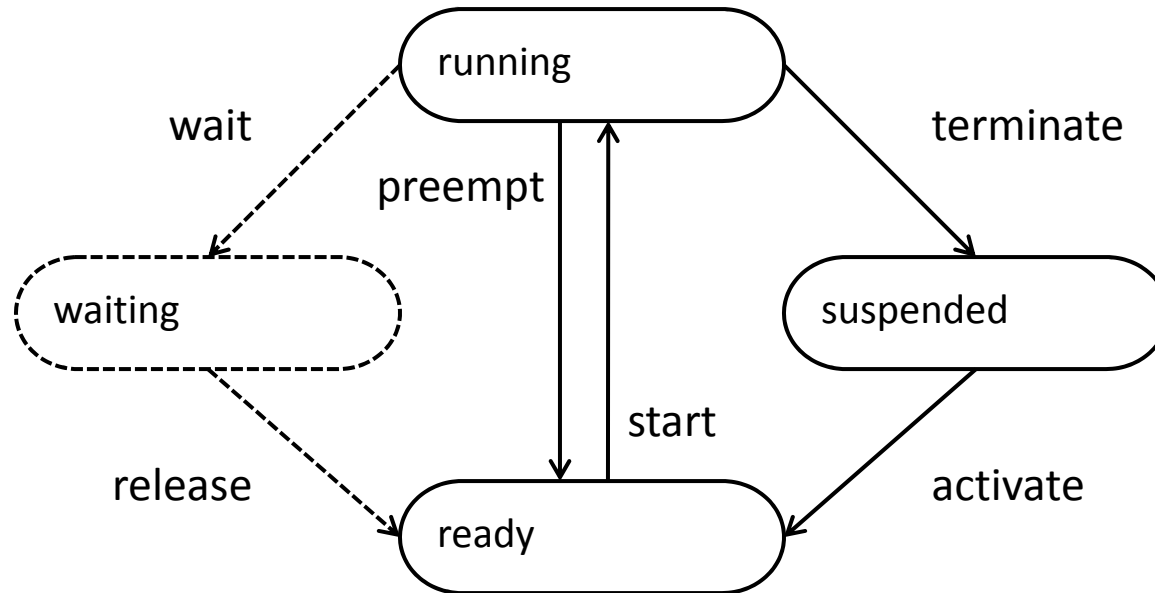 running
wait
terminate
preempt
waiting
suspended
start
release
activate
ready